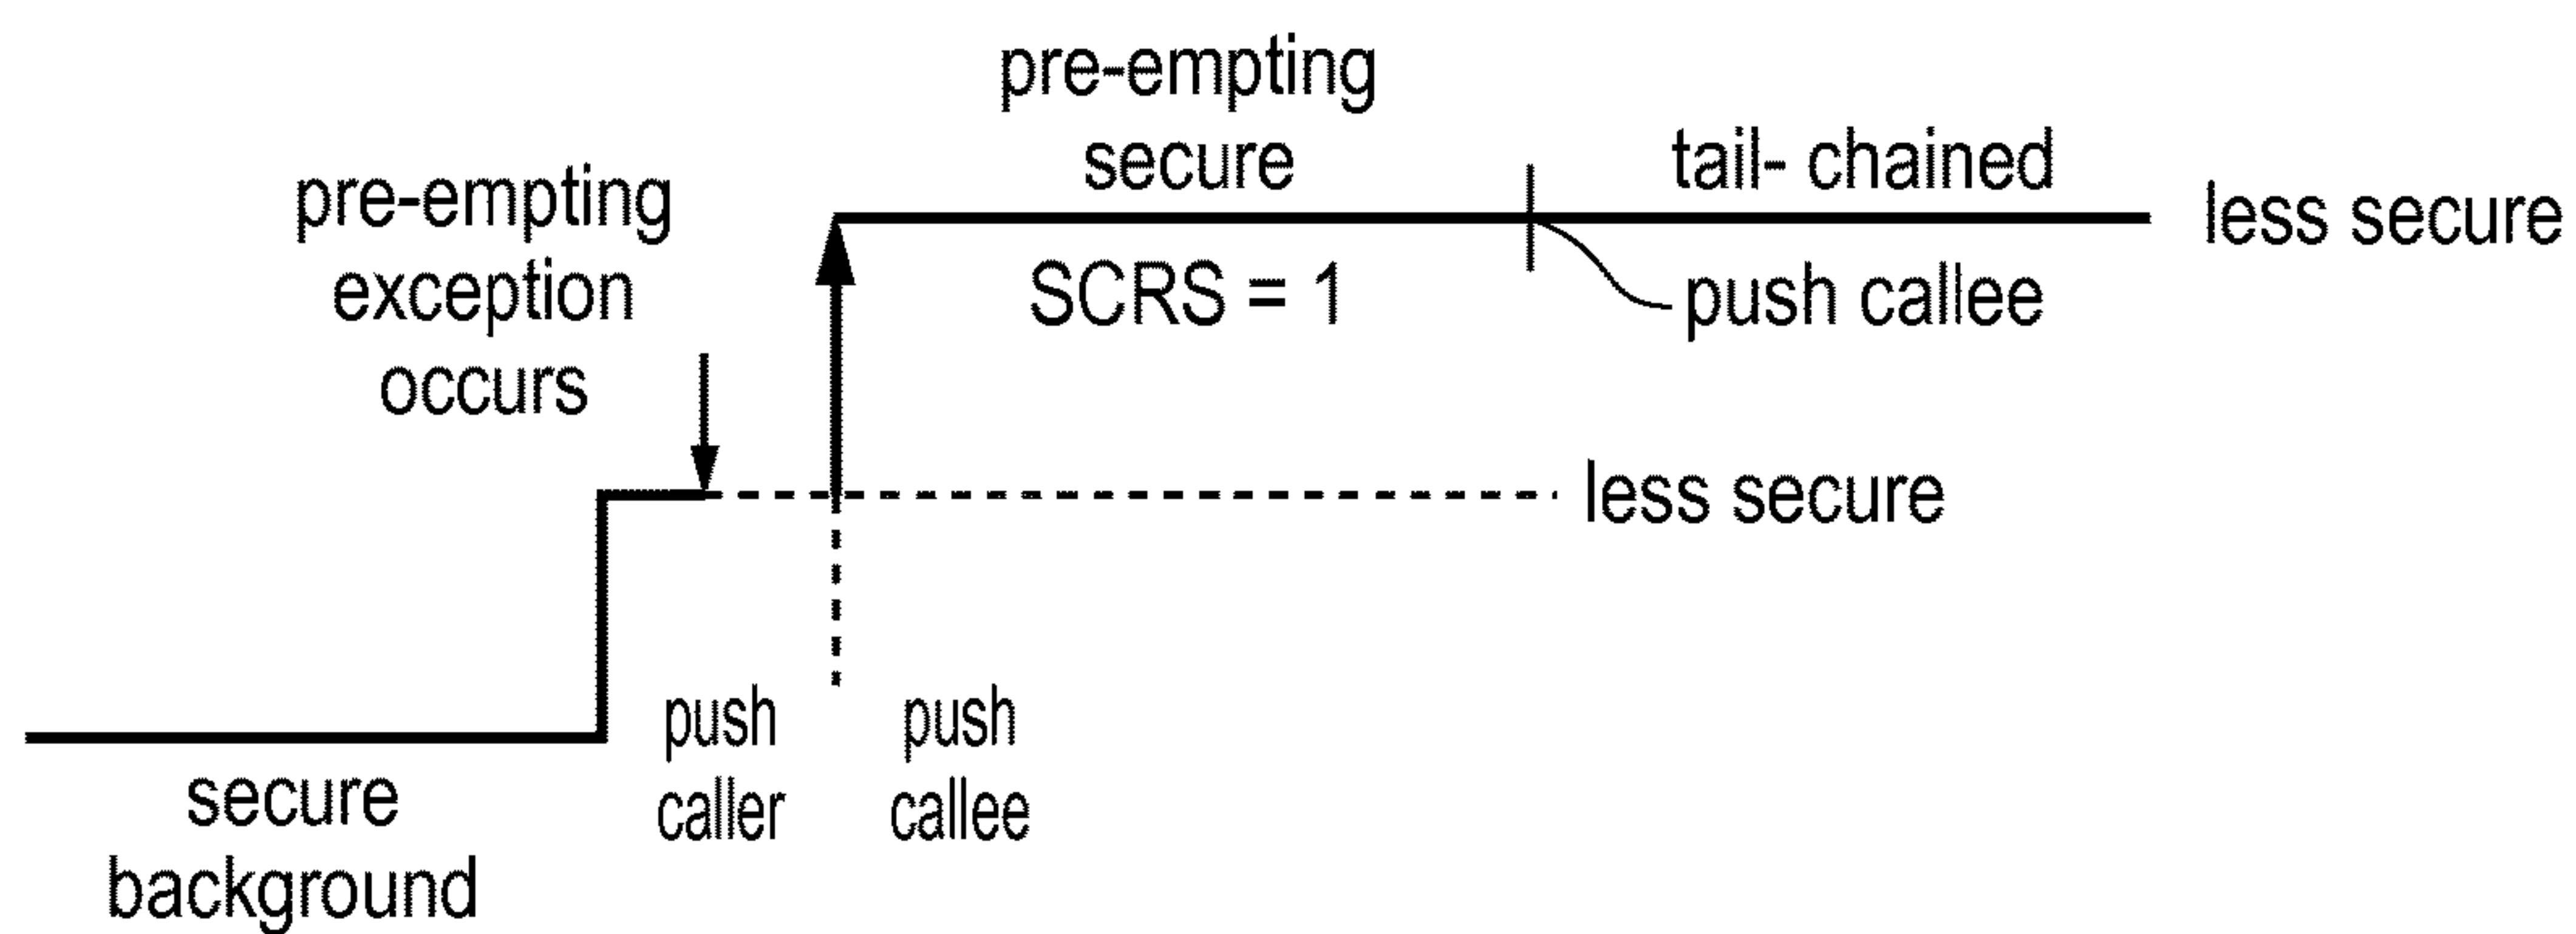 pre-empting
secure
tail- chained
less secure
pre-empting
exception
occurs
SCRS = 1
push callee
less secure
push
caller
push
callee
secure
background